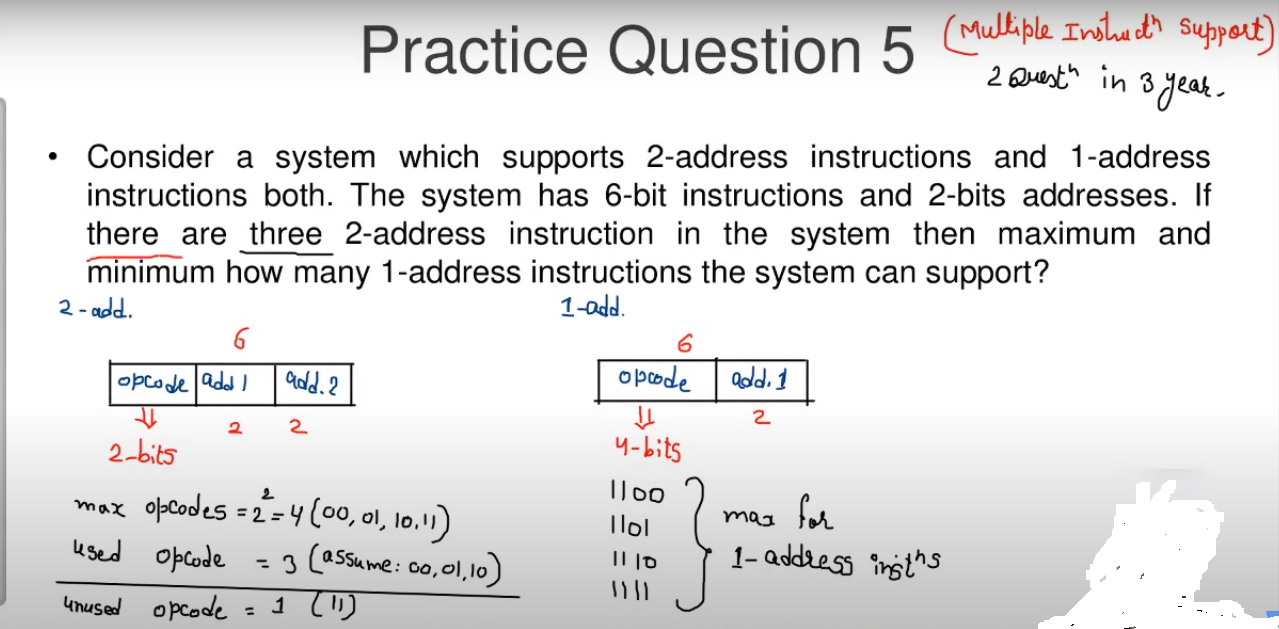 Practice Question 5
(Multiple Instructn Support)
2 Questn in 3 year.
• Consider a system which supports 2-address instructions and 1-address
instructions both. The system has 6-bit instructions and 2-bits addresses. If
there are three 2-address instruction in the system then maximum and
minimum how many 1-address instructions the system can support?
2-add.
6
opcode add 1 add.2
2 2
2-bits
max opcodes = 2² = 4 (00, 01, 10, 11)
used opcode = 3 (assume: 00, 01, 10)
unused opcode = 1 (11)
1-add.
6
opcode add. 1
2
4-bits
1100
1101
1110
1111
max for
1-address instns